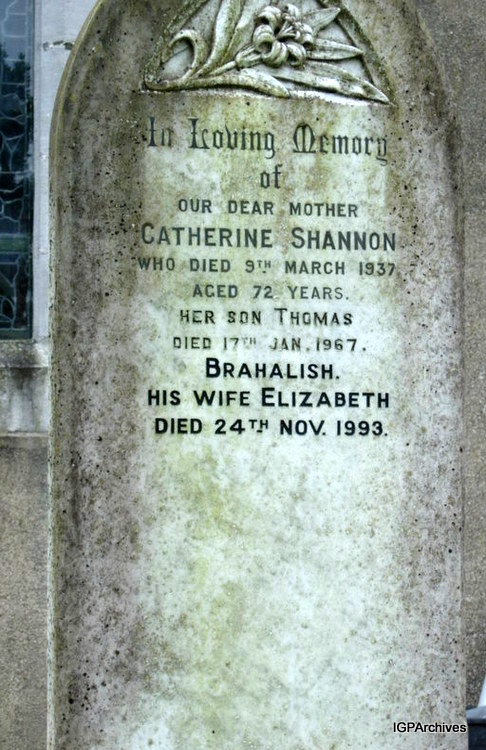 In Loving Memory
of
OUR DEAR MOTHER
CATHERINE SHANNON
WHO DIED 9TH MARCH 1937
AGED 72 YEARS.
HER SON THOMAS
DIED 17TH JAN. 1967.
BRAHALISH.
HIS WIFE ELIZABETH
DIED 24TH NOV. 1993.
IGPArchives